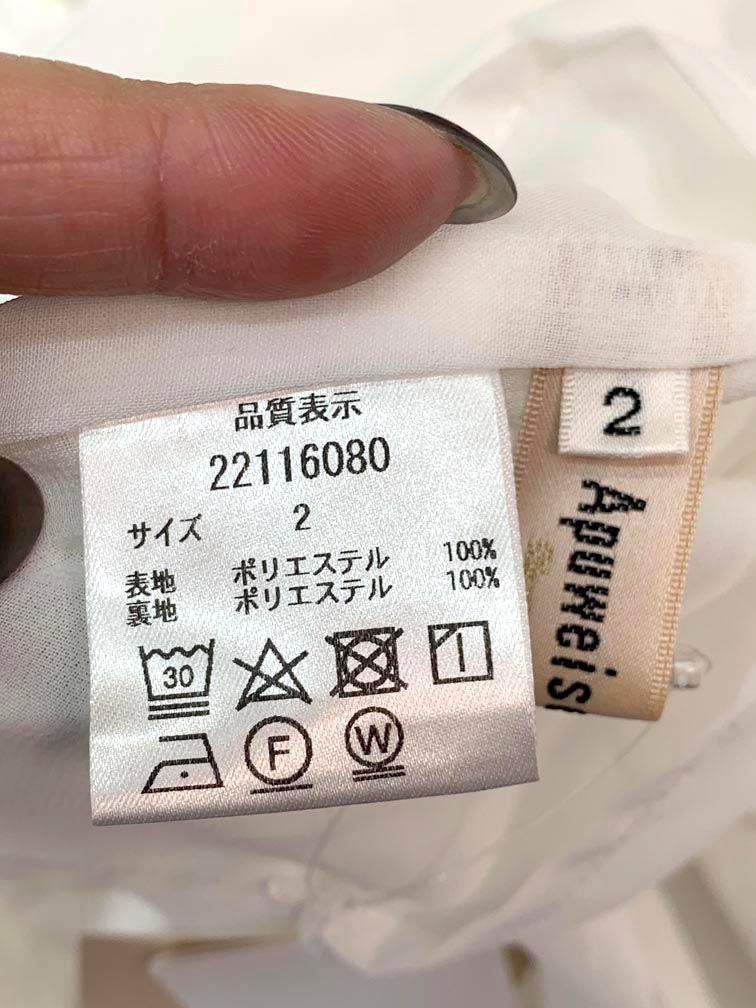 品質表示
22116080
サイズ 2
表地 ポリエステル 100%
裏地 ポリエステル 100%
30
F W
2
Apuweis